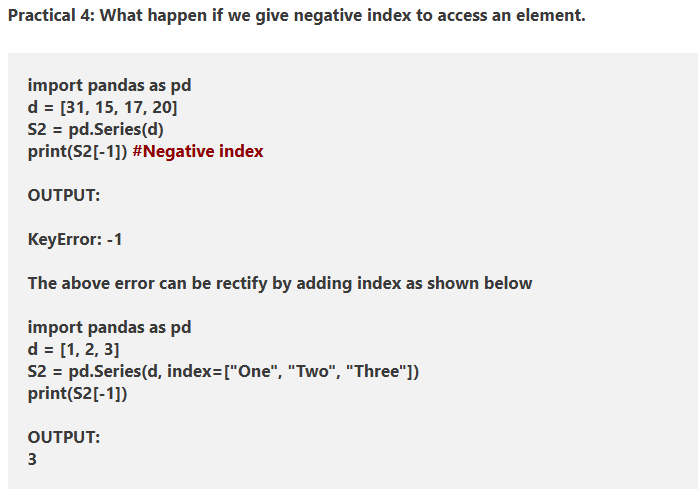 Practical 4: What happen if we give negative index to access an element.
import pandas as pd
d = [31, 15, 17, 20]
S2 = pd.Series(d)
print(S2[-1]) #Negative index
OUTPUT:
KeyError: -1
The above error can be rectify by adding index as shown below
import pandas as pd
d = [1, 2, 3]
S2 = pd.Series(d, index=["One", "Two", "Three"])
print(S2[-1])
OUTPUT:
3